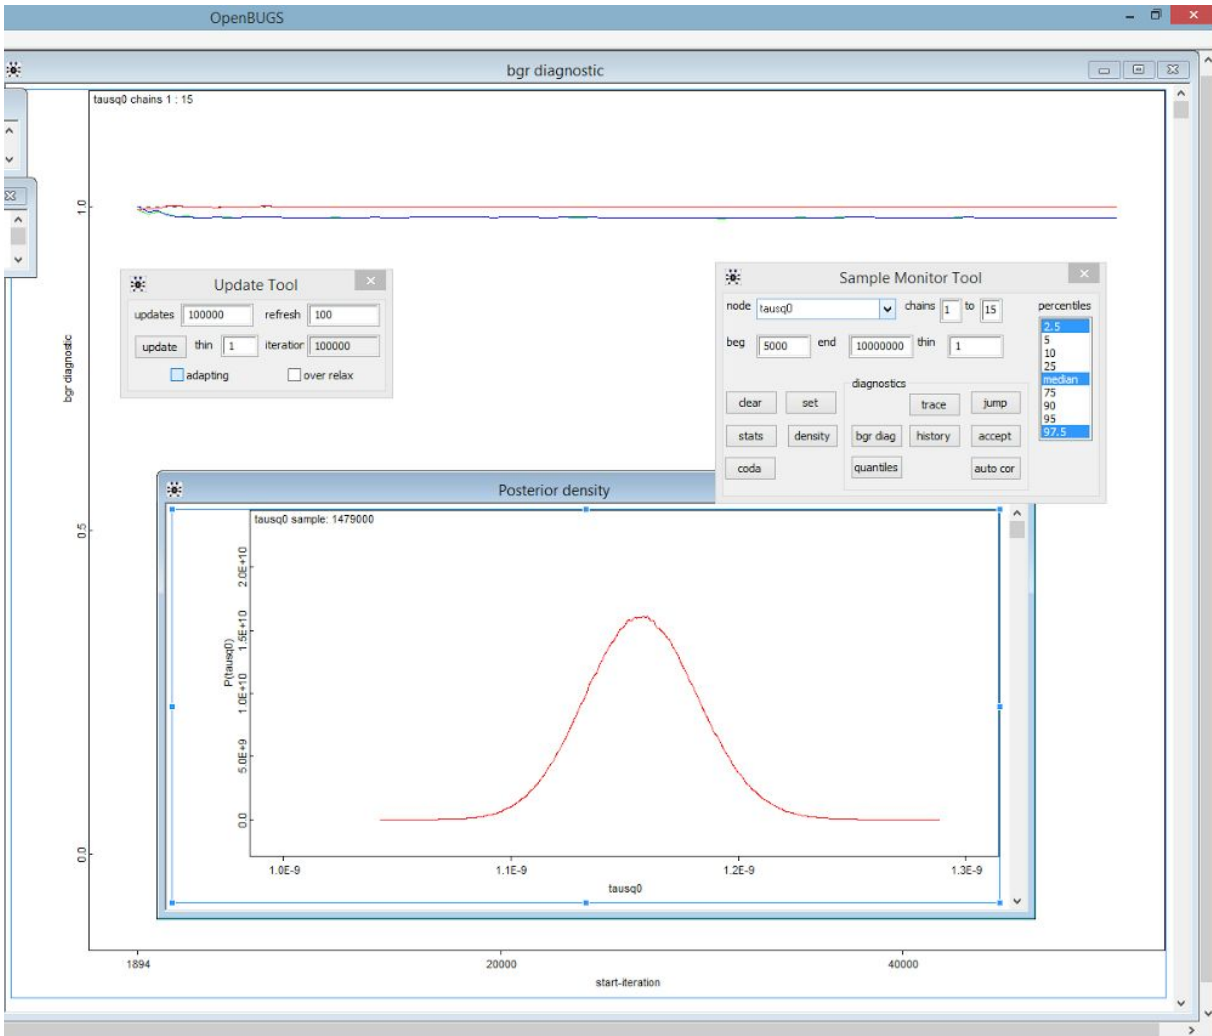 OpenBUGS
bgr diagnostic
tausq0 chains 1 : 15
1.0
0.5
0.0
bgr diagnostic
Update Tool
updates 100000 refresh 100
update thin 1 iteration 100000
adapting over relax
Sample Monitor Tool
node tausq0 chains 1 to 15 percentiles
beg 5000 end 10000000 thin 1
2.5
5
10
25
median
75
90
95
97.5
diagnostics
clear set trace jump
stats density bgr diag history accept
coda quantiles auto cor
Posterior density
tausq0 sample: 1479000
P(tausq0)
2.0E+10
1.5E+10
1.0E+10
5.0E+9
0.0
1.0E-9 1.1E-9 1.2E-9 1.3E-9
tausq0
1894 20000 40000
start-iteration